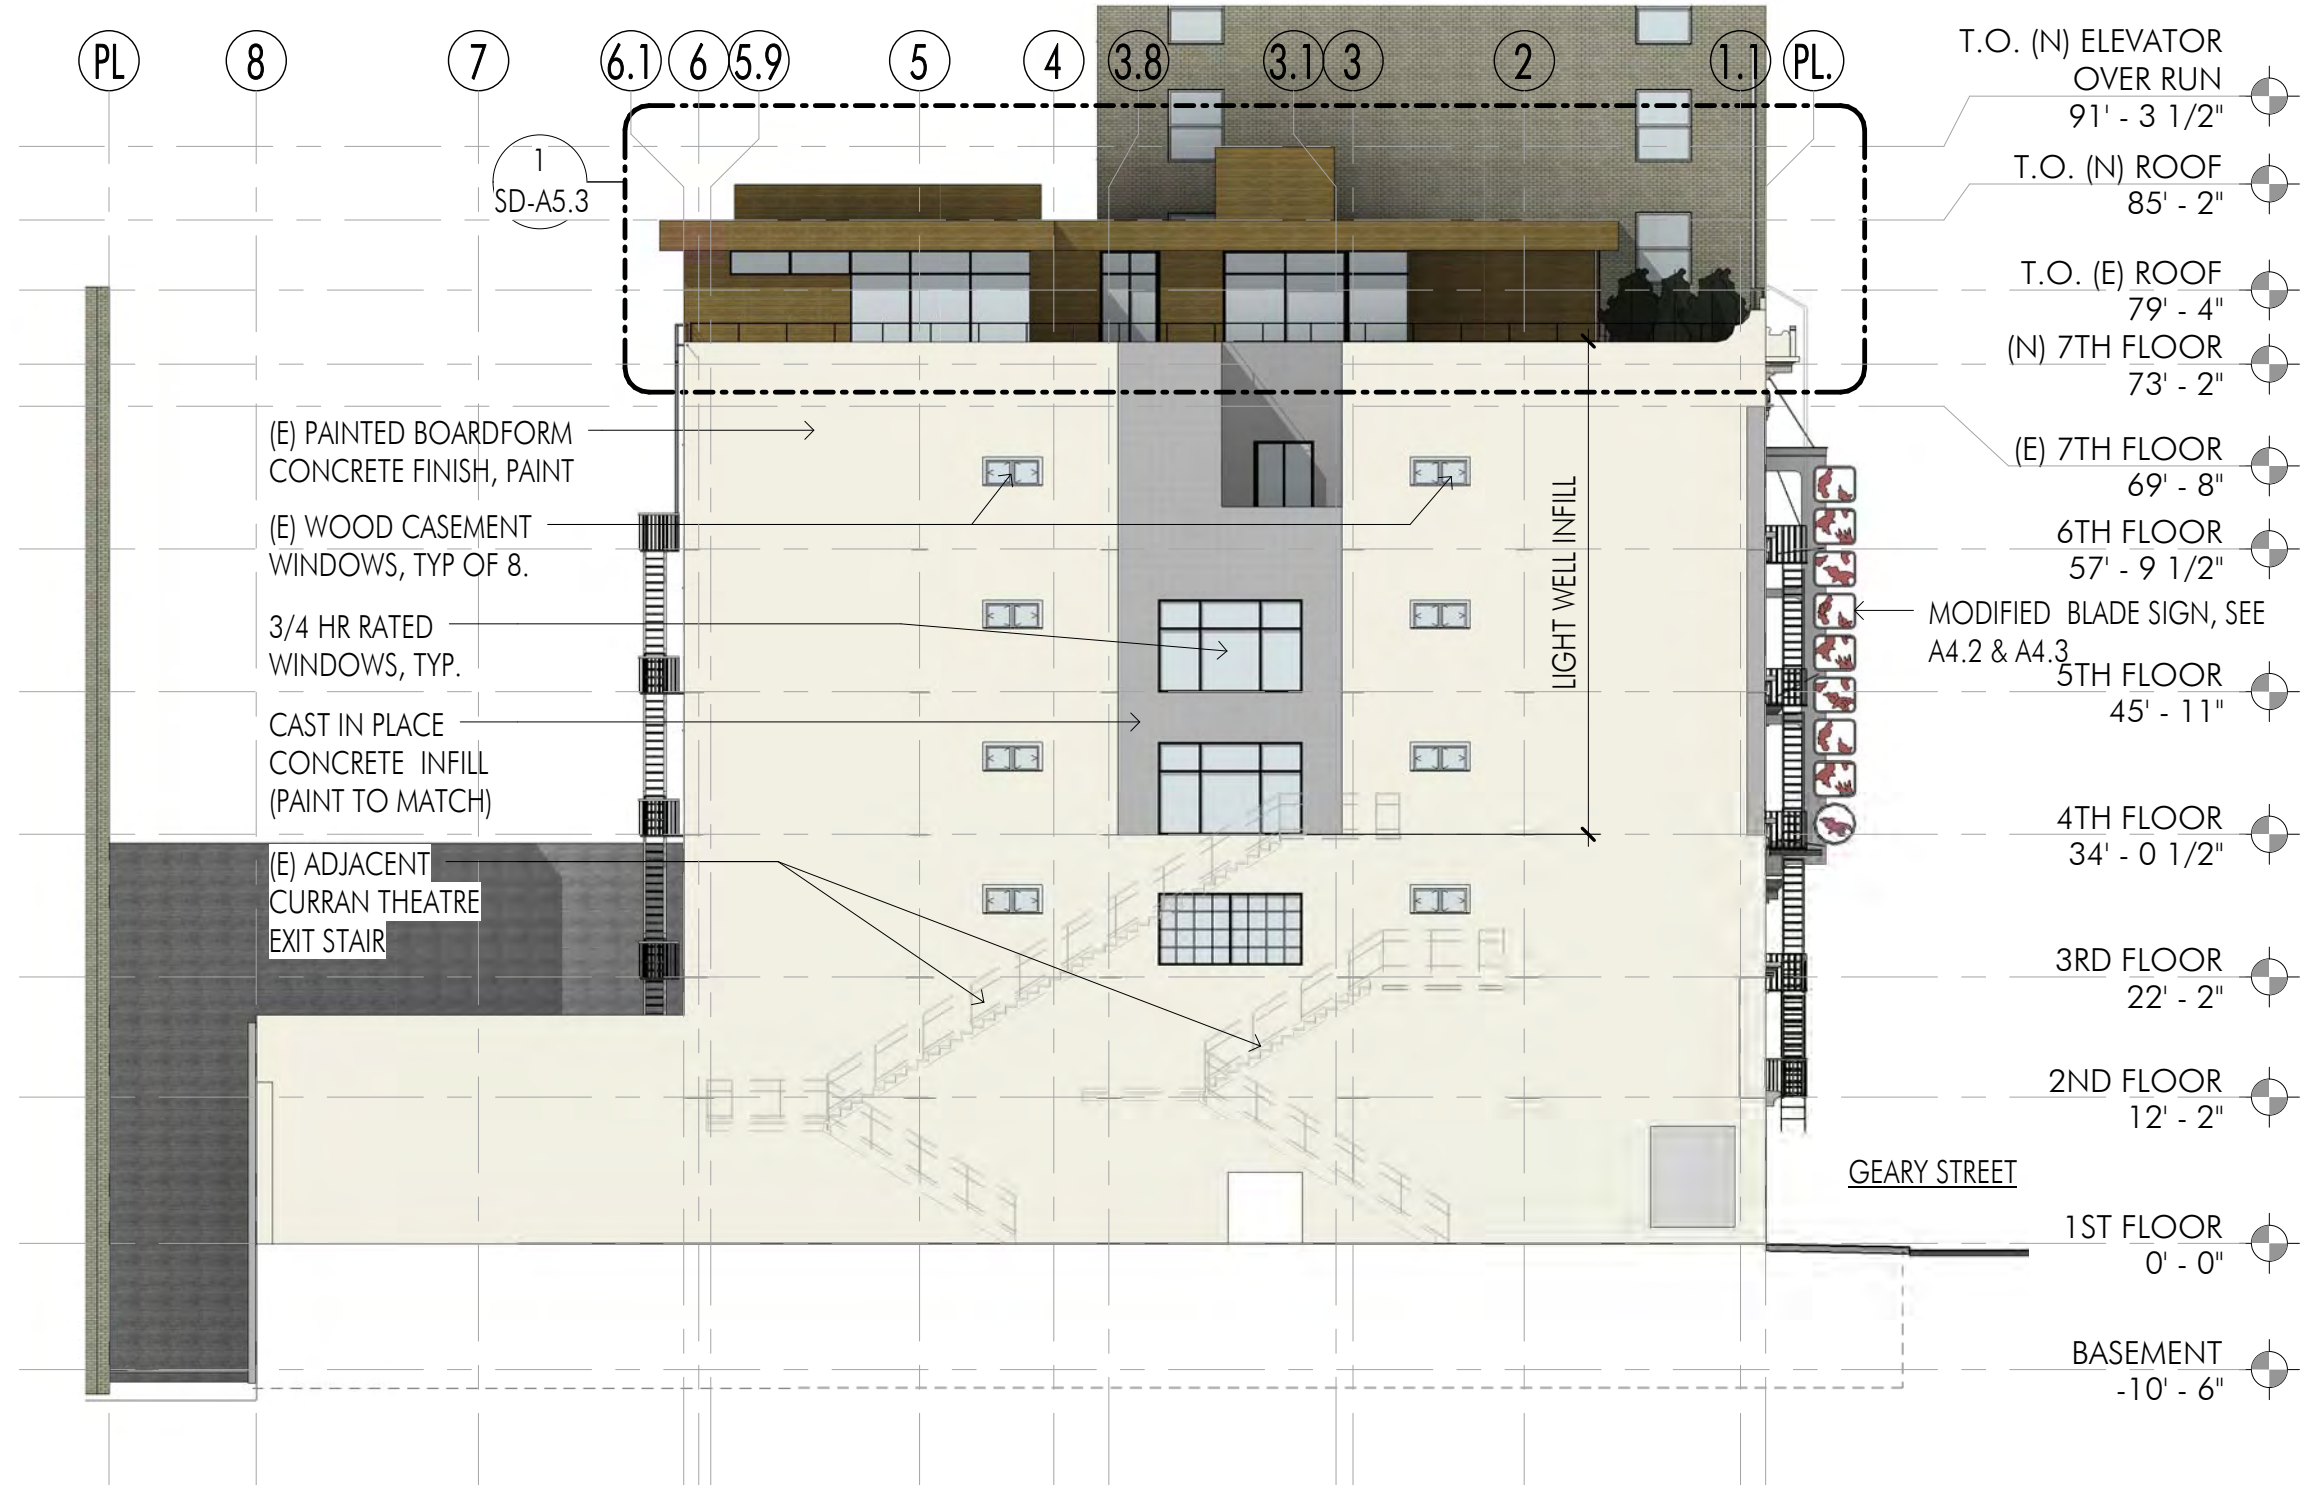 PL 8 7 6.1 6 5.9 5 4 3.8 3.1 3 2 1.1 PL.
1
SD-A5.3
T.O. (N) ELEVATOR
OVER RUN
91' - 3 1/2"
T.O. (N) ROOF
85' - 2"
T.O. (E) ROOF
79' - 4"
(N) 7TH FLOOR
73' - 2"
(E) 7TH FLOOR
69' - 8"
6TH FLOOR
57' - 9 1/2"
MODIFIED BLADE SIGN, SEE
A4.2 & A4.3
5TH FLOOR
45' - 11"
4TH FLOOR
34' - 0 1/2"
3RD FLOOR
22' - 2"
2ND FLOOR
12' - 2"
GEARY STREET
1ST FLOOR
0' - 0"
BASEMENT
-10' - 6"
(E) PAINTED BOARDFORM
CONCRETE FINISH, PAINT
(E) WOOD CASEMENT
WINDOWS, TYP OF 8.
3/4 HR RATED
WINDOWS, TYP.
CAST IN PLACE
CONCRETE INFILL
(PAINT TO MATCH)
(E) ADJACENT
CURRAN THEATRE
EXIT STAIR
LIGHT WELL INFILL